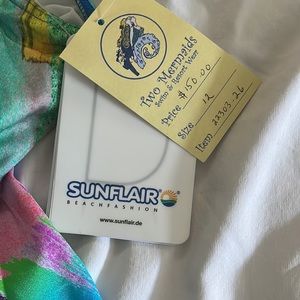 Two Mermaids
Swim & Resort Wear
Price $150.00
Size 12
Item 22303.26
SUNFLAIR®
BEACHFASHION
www.sunflair.de